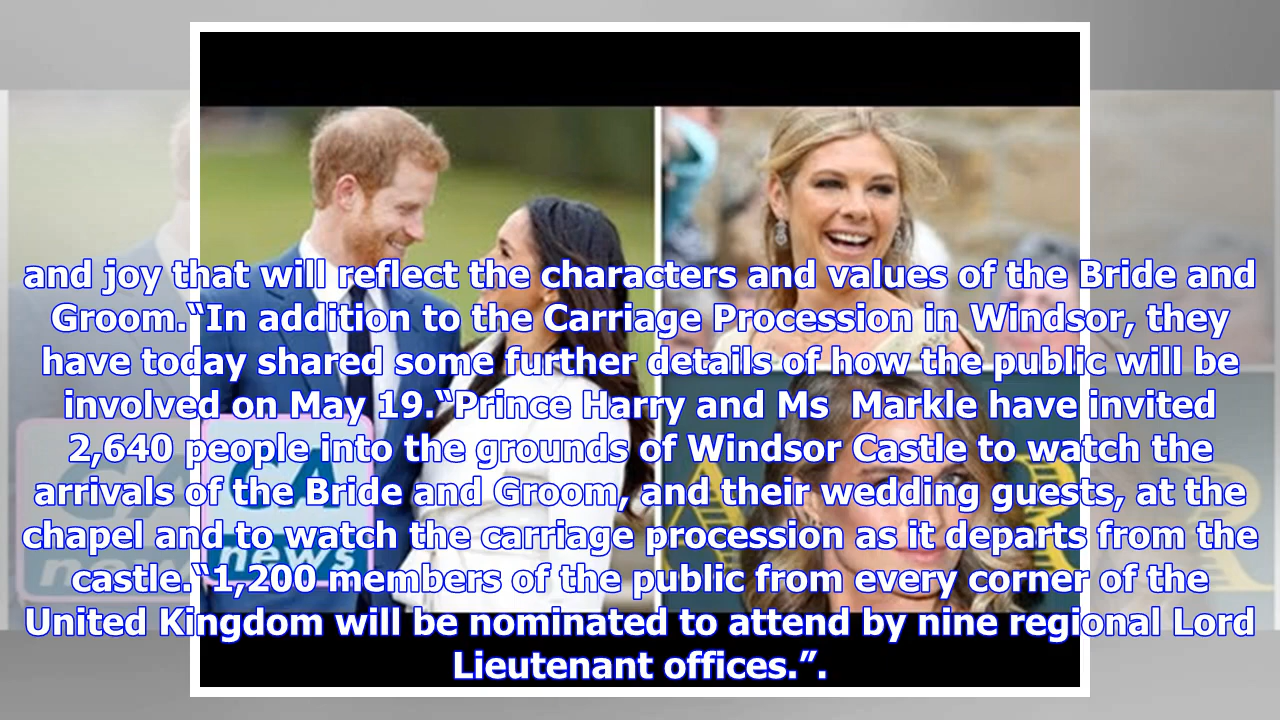 and joy that will reflect the characters and values of the Bride and
Groom.“In addition to the Carriage Procession in Windsor, they
have today shared some further details of how the public will be
involved on May 19.“Prince Harry and Ms  Markle have invited
2,640 people into the grounds of Windsor Castle to watch the
arrivals of the Bride and Groom, and their wedding guests, at the
chapel and to watch the carriage procession as it departs from the
castle.“1,200 members of the public from every corner of the
United Kingdom will be nominated to attend by nine regional Lord
Lieutenant offices.”.
CA
news